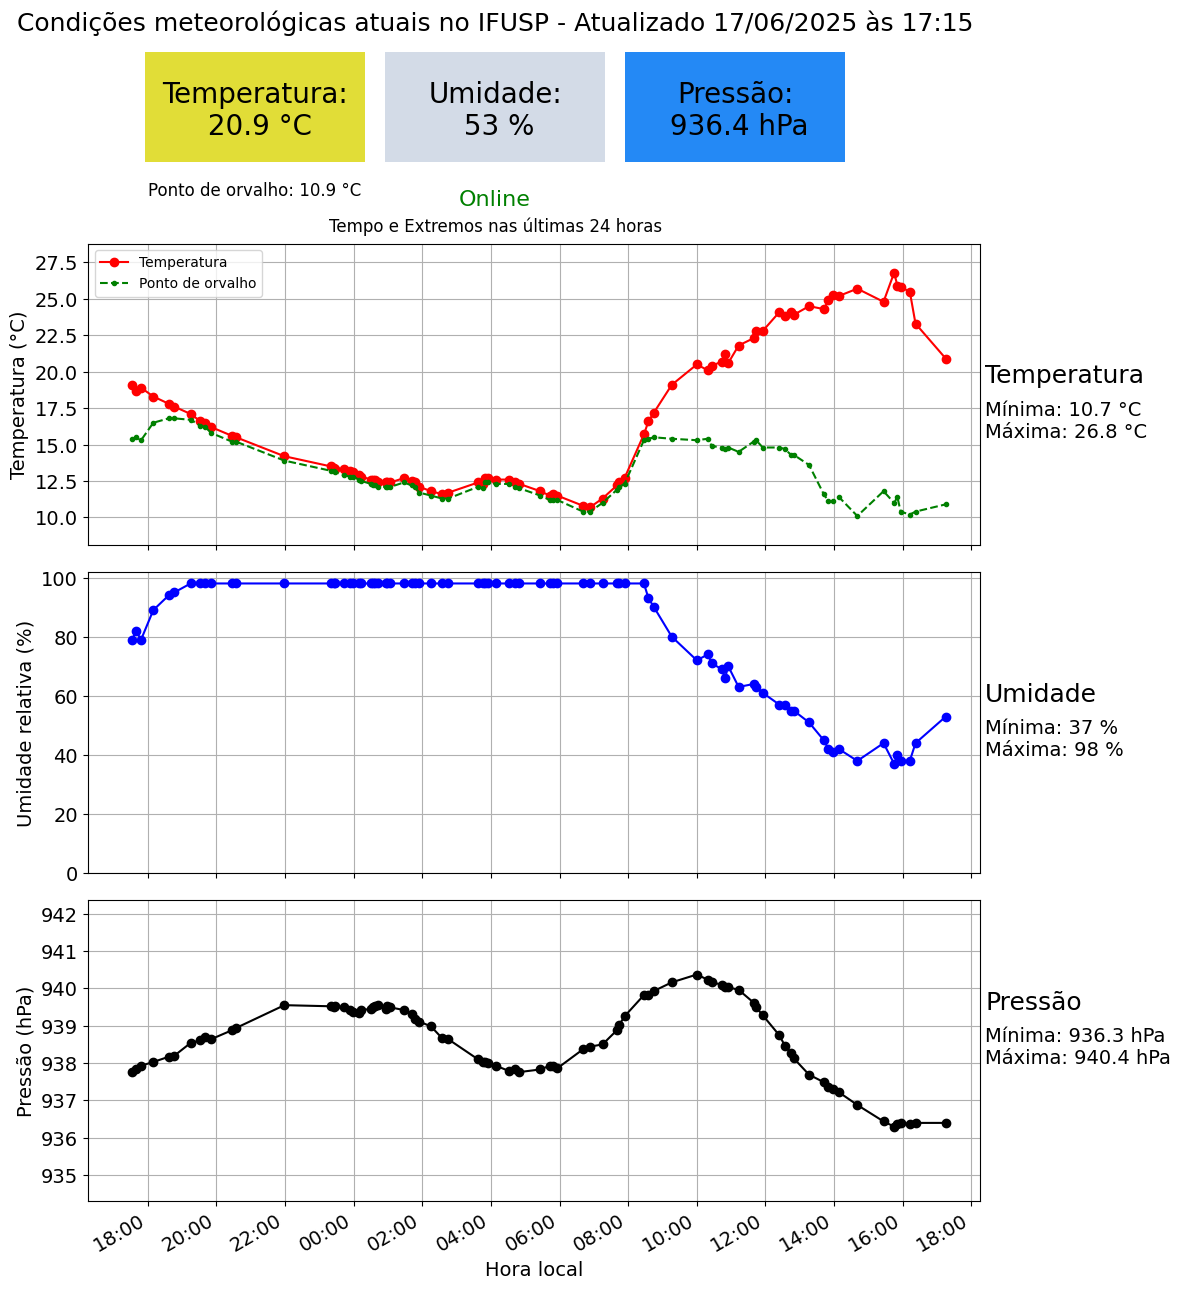 Condições meteorológicas atuais no IFUSP - Atualizado 17/06/2025 às 17:15
Temperatura:
20.9 °C
Umidade:
53 %
Pressão:
936.4 hPa
Ponto de orvalho: 10.9 °C
Online
Tempo e Extremos nas últimas 24 horas
Temperatura (°C)
27.5
25.0
22.5
20.0
17.5
15.0
12.5
10.0
Temperatura
Ponto de orvalho
Temperatura
Mínima: 10.7 °C
Máxima: 26.8 °C
Umidade relativa (%)
100
80
60
40
20
0
Umidade
Mínima: 37 %
Máxima: 98 %
Pressão (hPa)
942
941
940
939
938
937
936
935
Pressão
Mínima: 936.3 hPa
Máxima: 940.4 hPa
18:00
20:00
22:00
00:00
02:00
04:00
06:00
08:00
10:00
12:00
14:00
16:00
18:00
Hora local